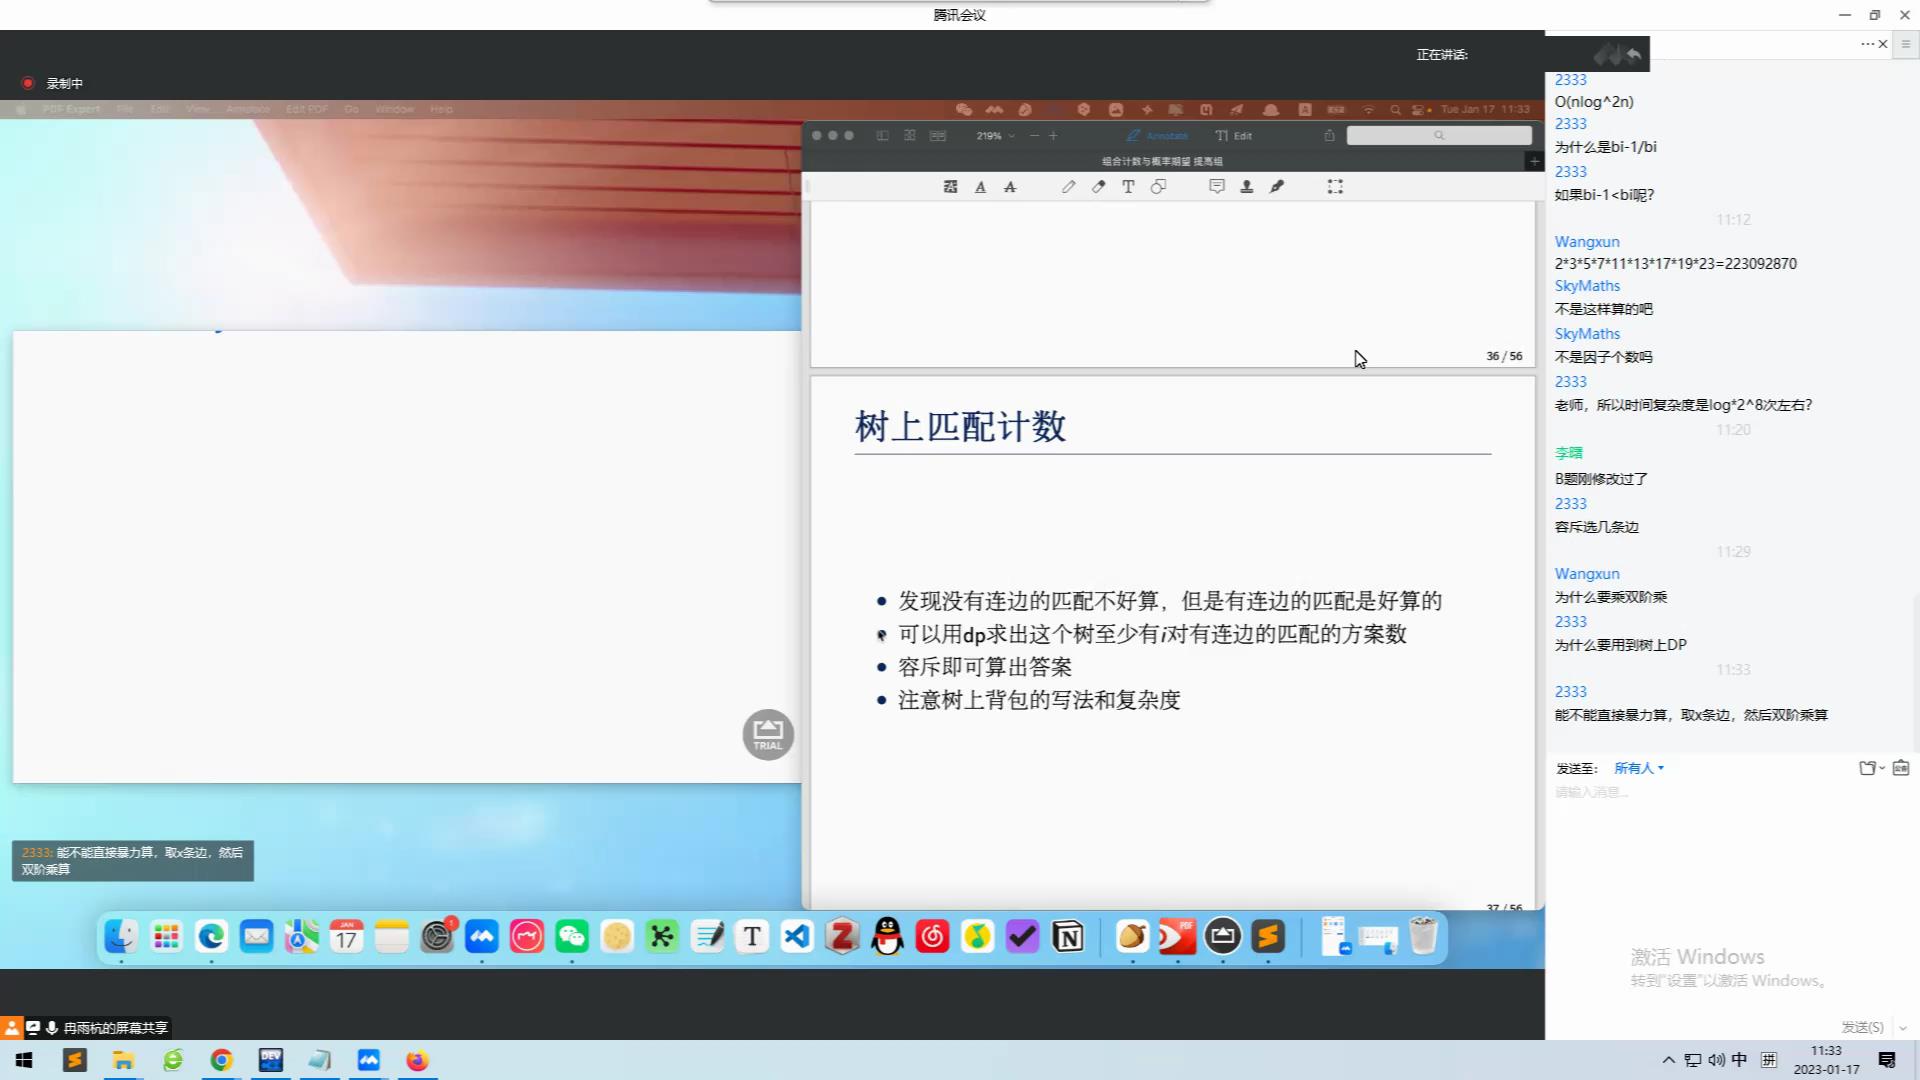 腾讯会议
正在讲话:
录制中
PDF Expert File Edit View Annotate Edit PDF Go Window Help
Tue Jan 17 11:33
219%
Annotate
Edit
组合计数与概率期望 提高组
36 / 56
树上匹配计数
发现没有连边的匹配不好算，但是有连边的匹配是好算的
可以用dp求出这个树至少有i对有连边的匹配的方案数
容斥即可算出答案
注意树上背包的写法和复杂度
37 / 56
TRIAL
2333: 能不能直接暴力算，取x条边，然后
双阶乘算
JAN
17
冉雨杭的屏幕共享
2333
O(nlog^2n)
2333
为什么是bi-1/bi
2333
如果bi-1<bi呢?
11:12
Wangxun
2*3*5*7*11*13*17*19*23=223092870
SkyMaths
不是这样算的吧
SkyMaths
不是因子个数吗
2333
老师，所以时间复杂度是log*2^8次左右?
11:20
李曙
B题刚修改过了
2333
容斥选几条边
11:29
Wangxun
为什么要乘双阶乘
2333
为什么要用到树上DP
11:33
2333
能不能直接暴力算，取x条边，然后双阶乘算
发送至: 所有人
请输入消息...
激活 Windows
转到"设置"以激活 Windows。
发送(S)
DEV
中
拼
11:33
2023-01-17